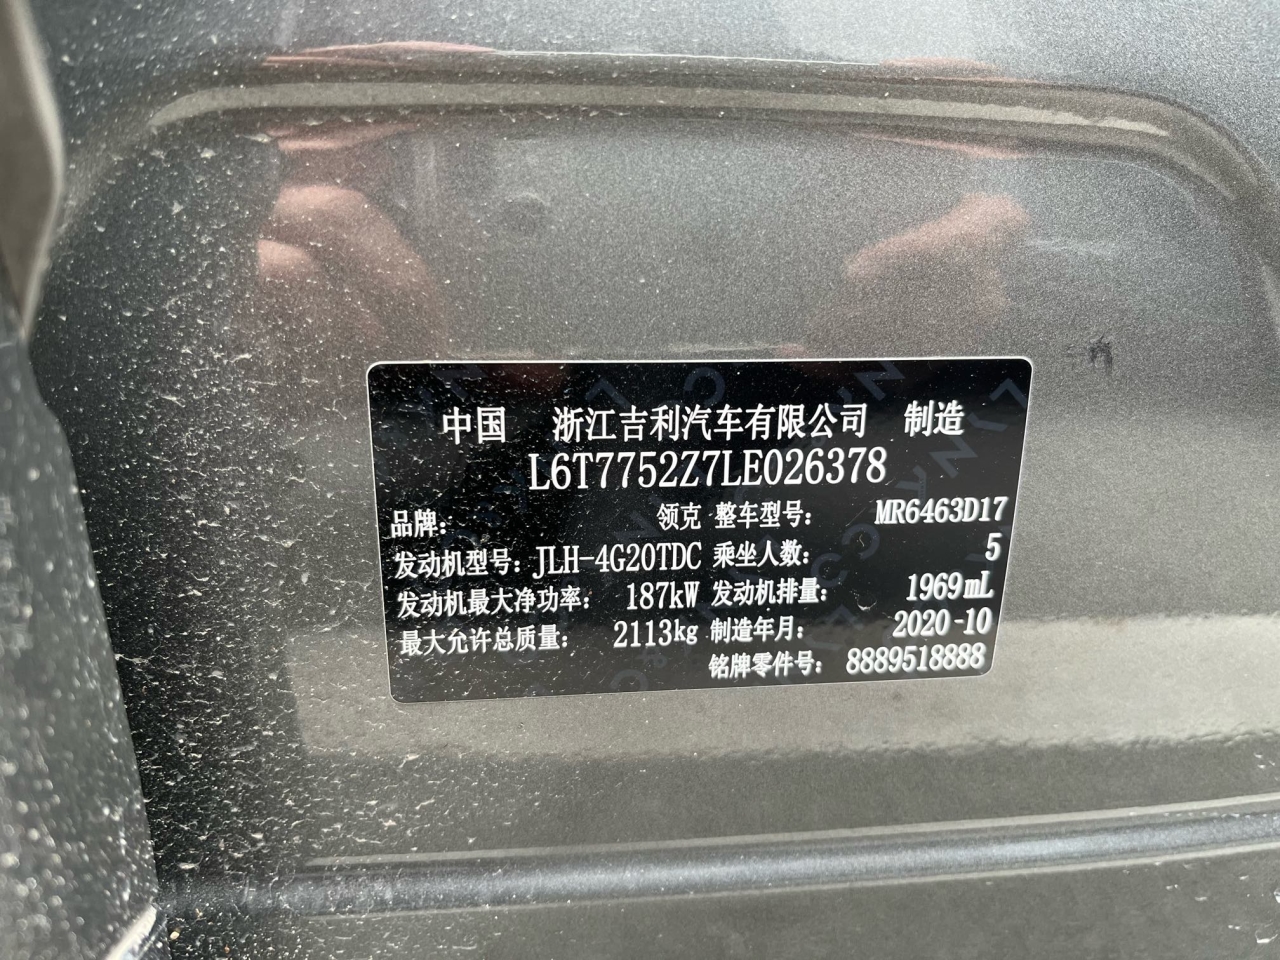 中国 浙江吉利汽车有限公司 制造
L6T7752Z7LE026378
品牌: 领克 整车型号: MR6463D17
发动机型号: JLH-4G20TDC 乘坐人数: 5
发动机最大净功率: 187kW 发动机排量: 1969mL
最大允许总质量: 2113kg 制造年月: 2020-10
铭牌零件号: 8889518888